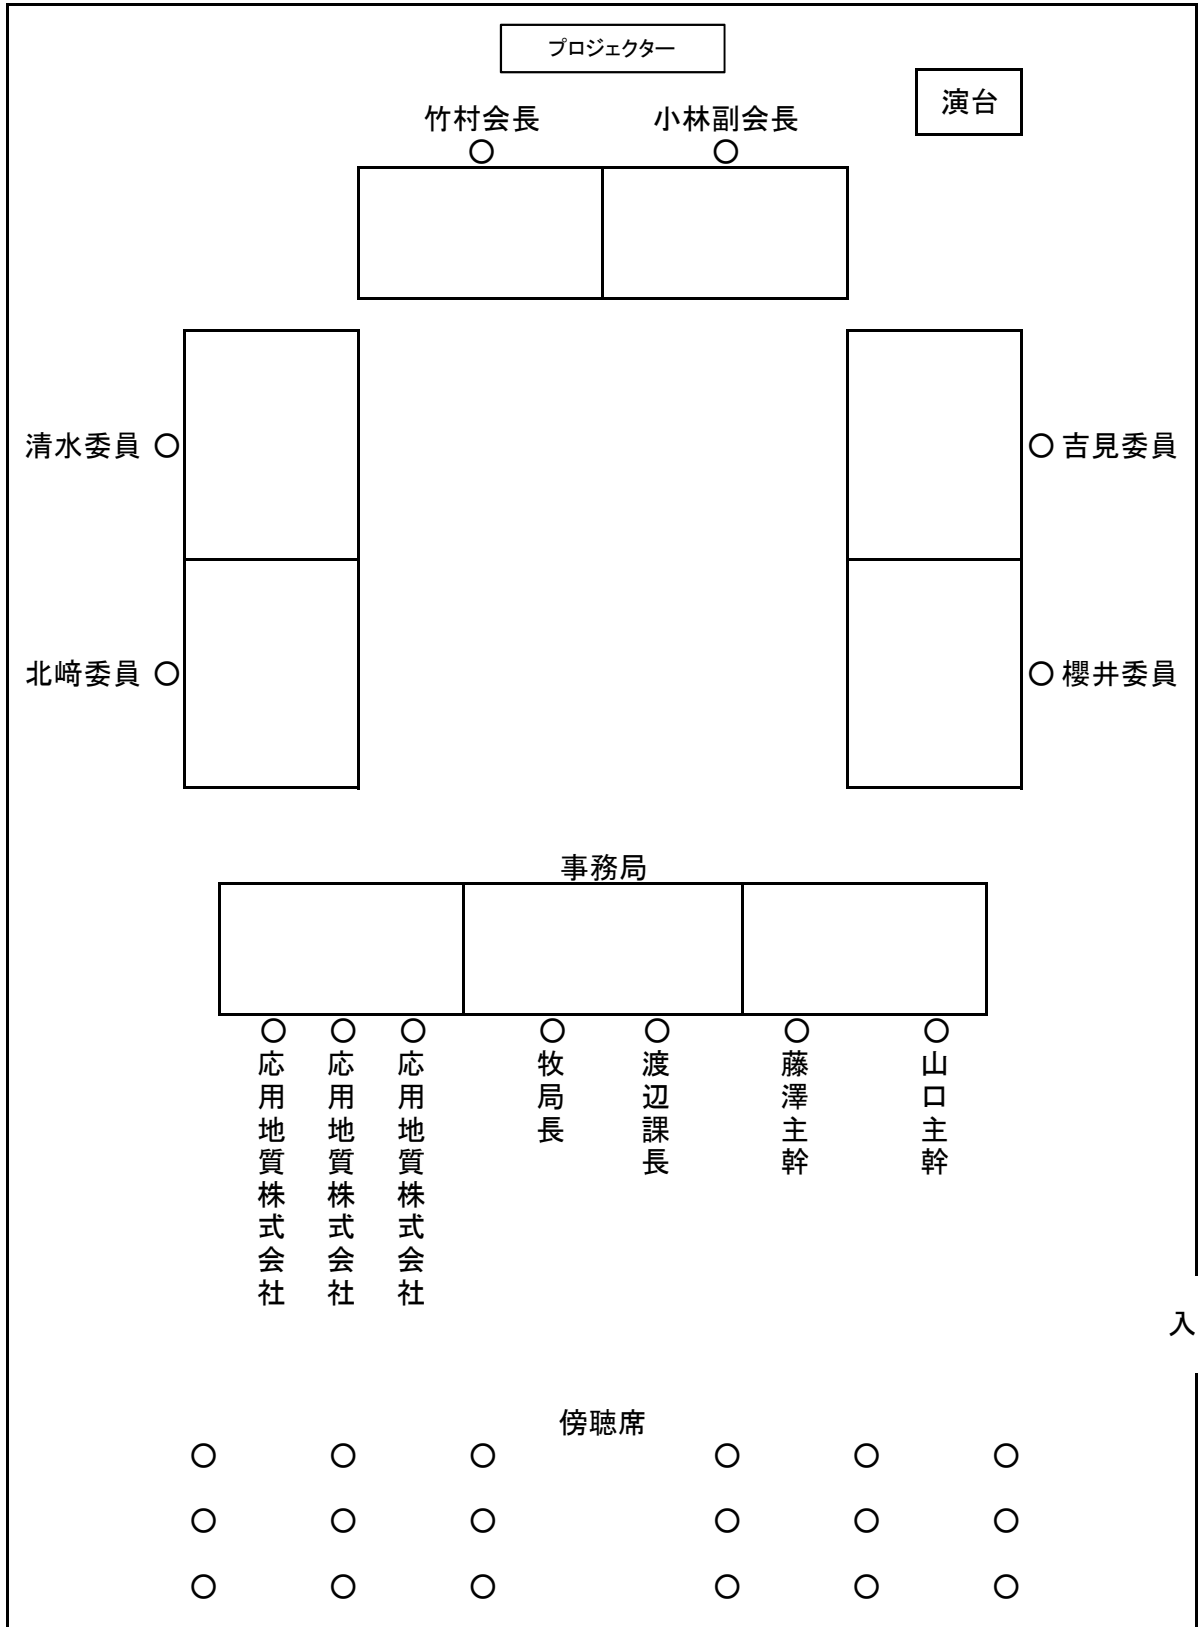 プロジェクター
演台
竹村会長
小林副会長
清水委員
吉見委員
北﨑委員
櫻井委員
事務局
応用地質株式会社
応用地質株式会社
応用地質株式会社
牧局長
渡辺課長
藤澤主幹
山口主幹
入
傍聴席